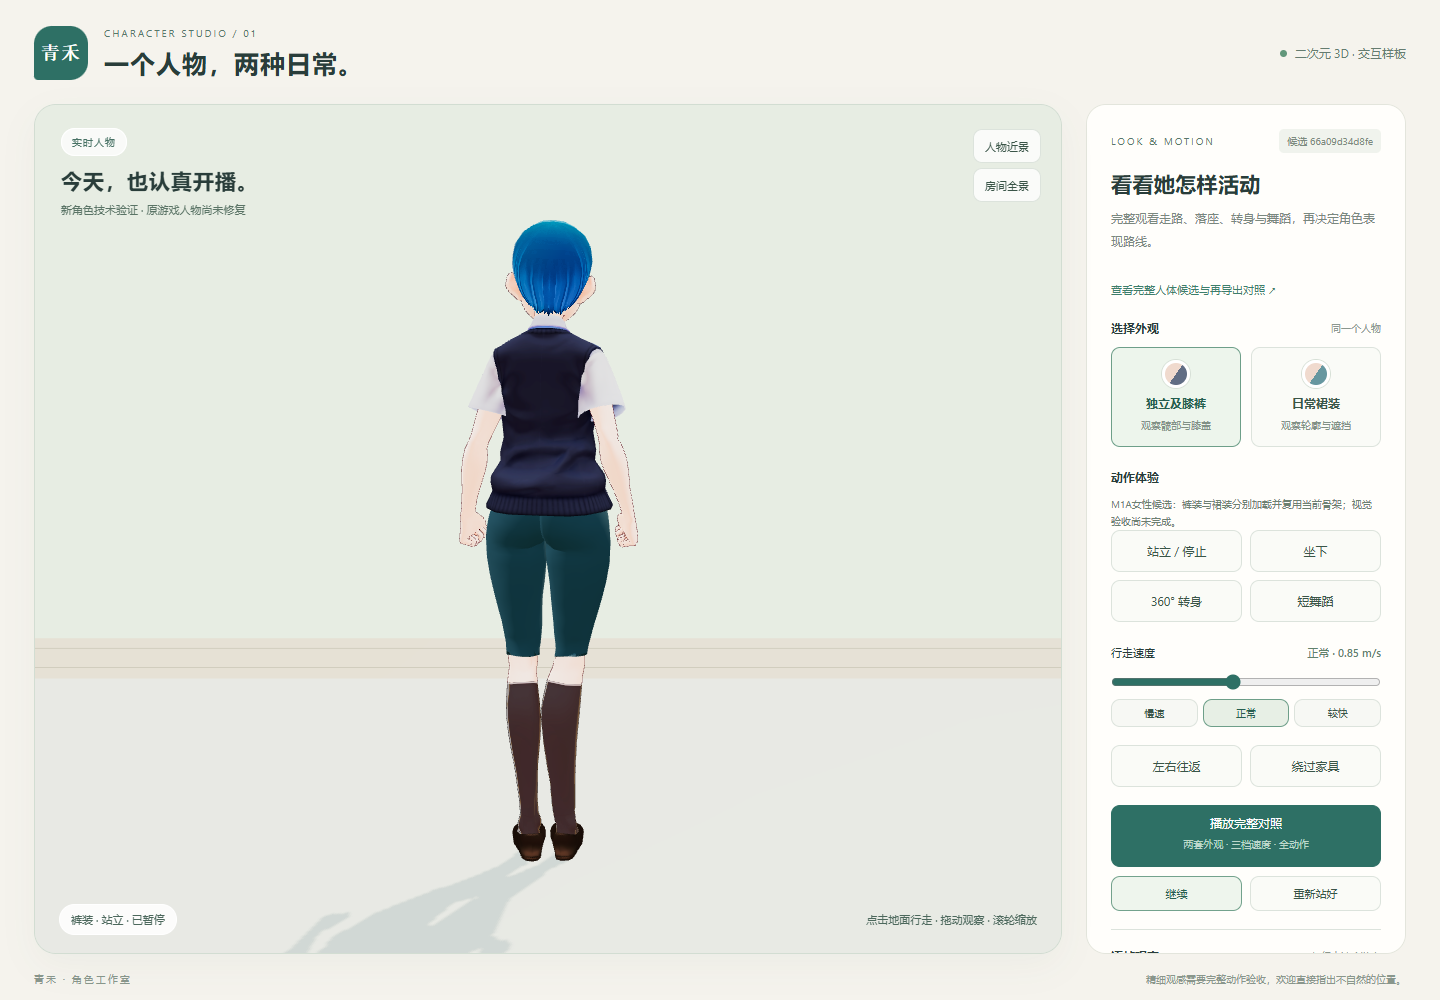 青禾
CHARACTER STUDIO / 01
一个人物，两种日常。
二次元 3D · 交互样板
实时人物
今天，也认真开播。
新角色技术验证 · 原游戏人物尚未修复
人物近景
房间全景
裤装 · 站立 · 已暂停
点击地面行走 · 拖动观察 · 滚轮缩放
LOOK & MOTION
候选 66a09d34d8fe
看看她怎样活动
完整观看走路、落座、转身与舞蹈，再决定角色表
现路线。
查看完整人体候选与再导出对照 ↗
选择外观
同一个人物
独立及膝裤
观察髋部与膝盖
日常裙装
观察轮廓与遮挡
动作体验
M1A女性候选：裤装与裙装分别加载并复用当前骨架；视觉
验收尚未完成。
站立 / 停止
坐下
360° 转身
短舞蹈
行走速度
正常 · 0.85 m/s
慢速
正常
较快
左右往返
绕过家具
播放完整对照
两套外观 · 三档速度 · 全动作
继续
重新站好
青禾 · 角色工作室
精细观感需要完整动作验收，欢迎直接指出不自然的位置。